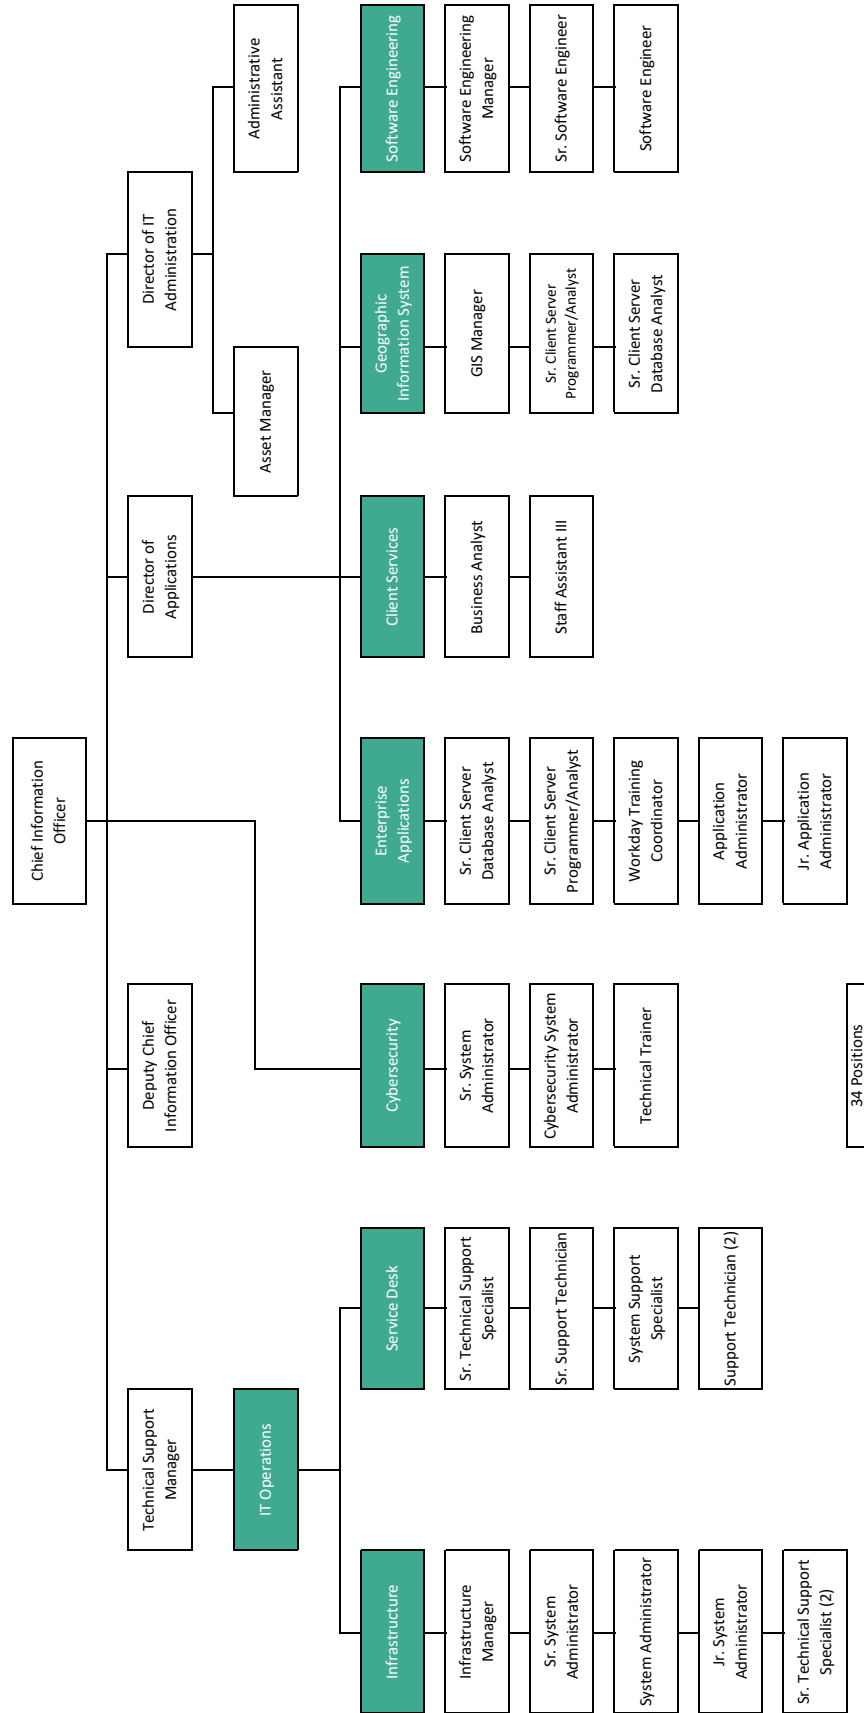 Chief Information
Officer
Technical Support
Manager
Deputy Chief
Information Officer
Director of
Applications
Director of IT
Administration
IT Operations
Asset Manager
Administrative
Assistant
Infrastructure
Service Desk
Cybersecurity
Enterprise
Applications
Client Services
Geographic
Information System
Software Engineering
Infrastructure
Manager
Sr. Technical Support
Specialist
Sr. System
Administrator
Sr. Client Server
Database Analyst
Business Analyst
GIS Manager
Software Engineering
Manager
Sr. System
Administrator
Sr. Support Technician
Cybersecurity System
Administrator
Sr. Client Server
Programmer/Analyst
Staff Assistant III
Sr. Client Server
Programmer/Analyst
Sr. Software Engineer
System Administrator
System Support
Specialist
Technical Trainer
Workday Training
Coordinator
Sr. Client Server
Database Analyst
Software Engineer
Jr. System
Administrator
Support Technician (2)
Application
Administrator
Sr. Technical Support
Specialist (2)
Jr. Application
Administrator
34 Positions